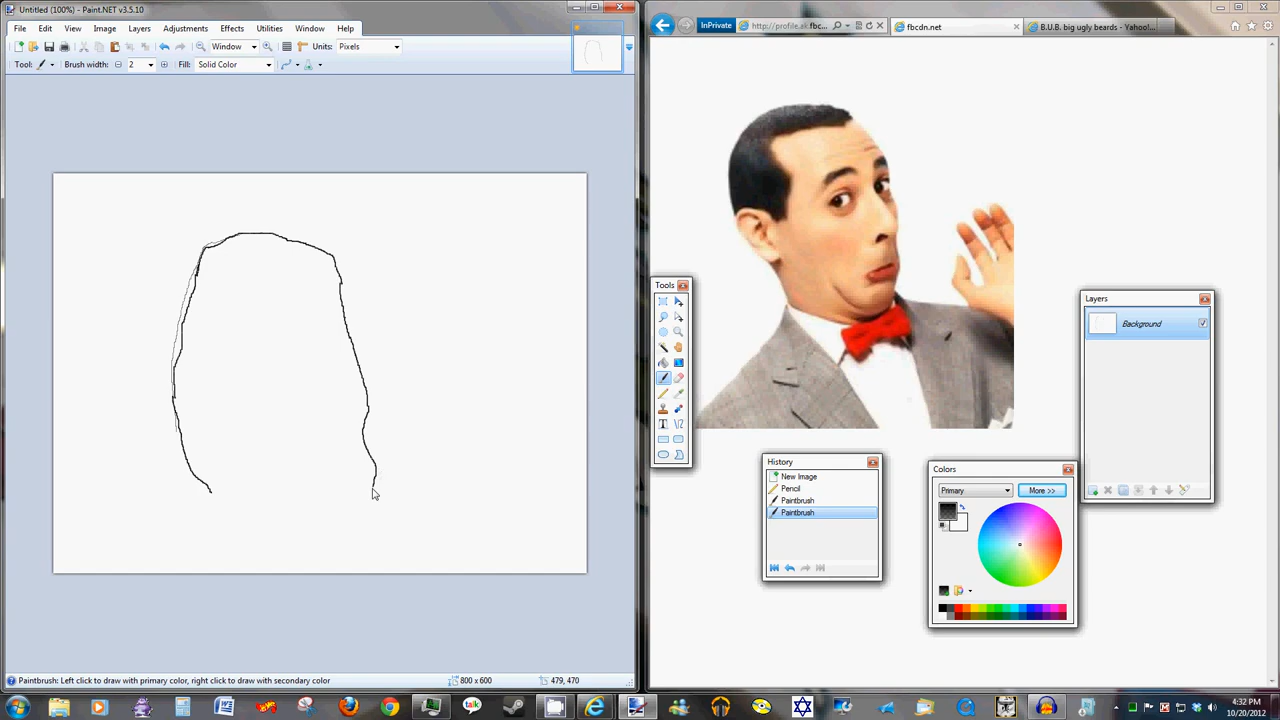 Untitled (100%) - Paint.NET v3.5.10
File Edit View Image Layers Adjustments Effects Utilities Window Help
Window Units: Pixels
Tool: Brush width: 2 Fill: Solid Color
InPrivate
fbcdn.net
B.U.B. big ugly beards - Yahoo!...
Tools
Layers
Background
History
New Image
Pencil
Paintbrush
Paintbrush
Colors
Primary
More >>
Paintbrush: Left click to draw with primary color, right click to draw with secondary color
800 x 600
479, 470
4:32 PM
10/20/2012